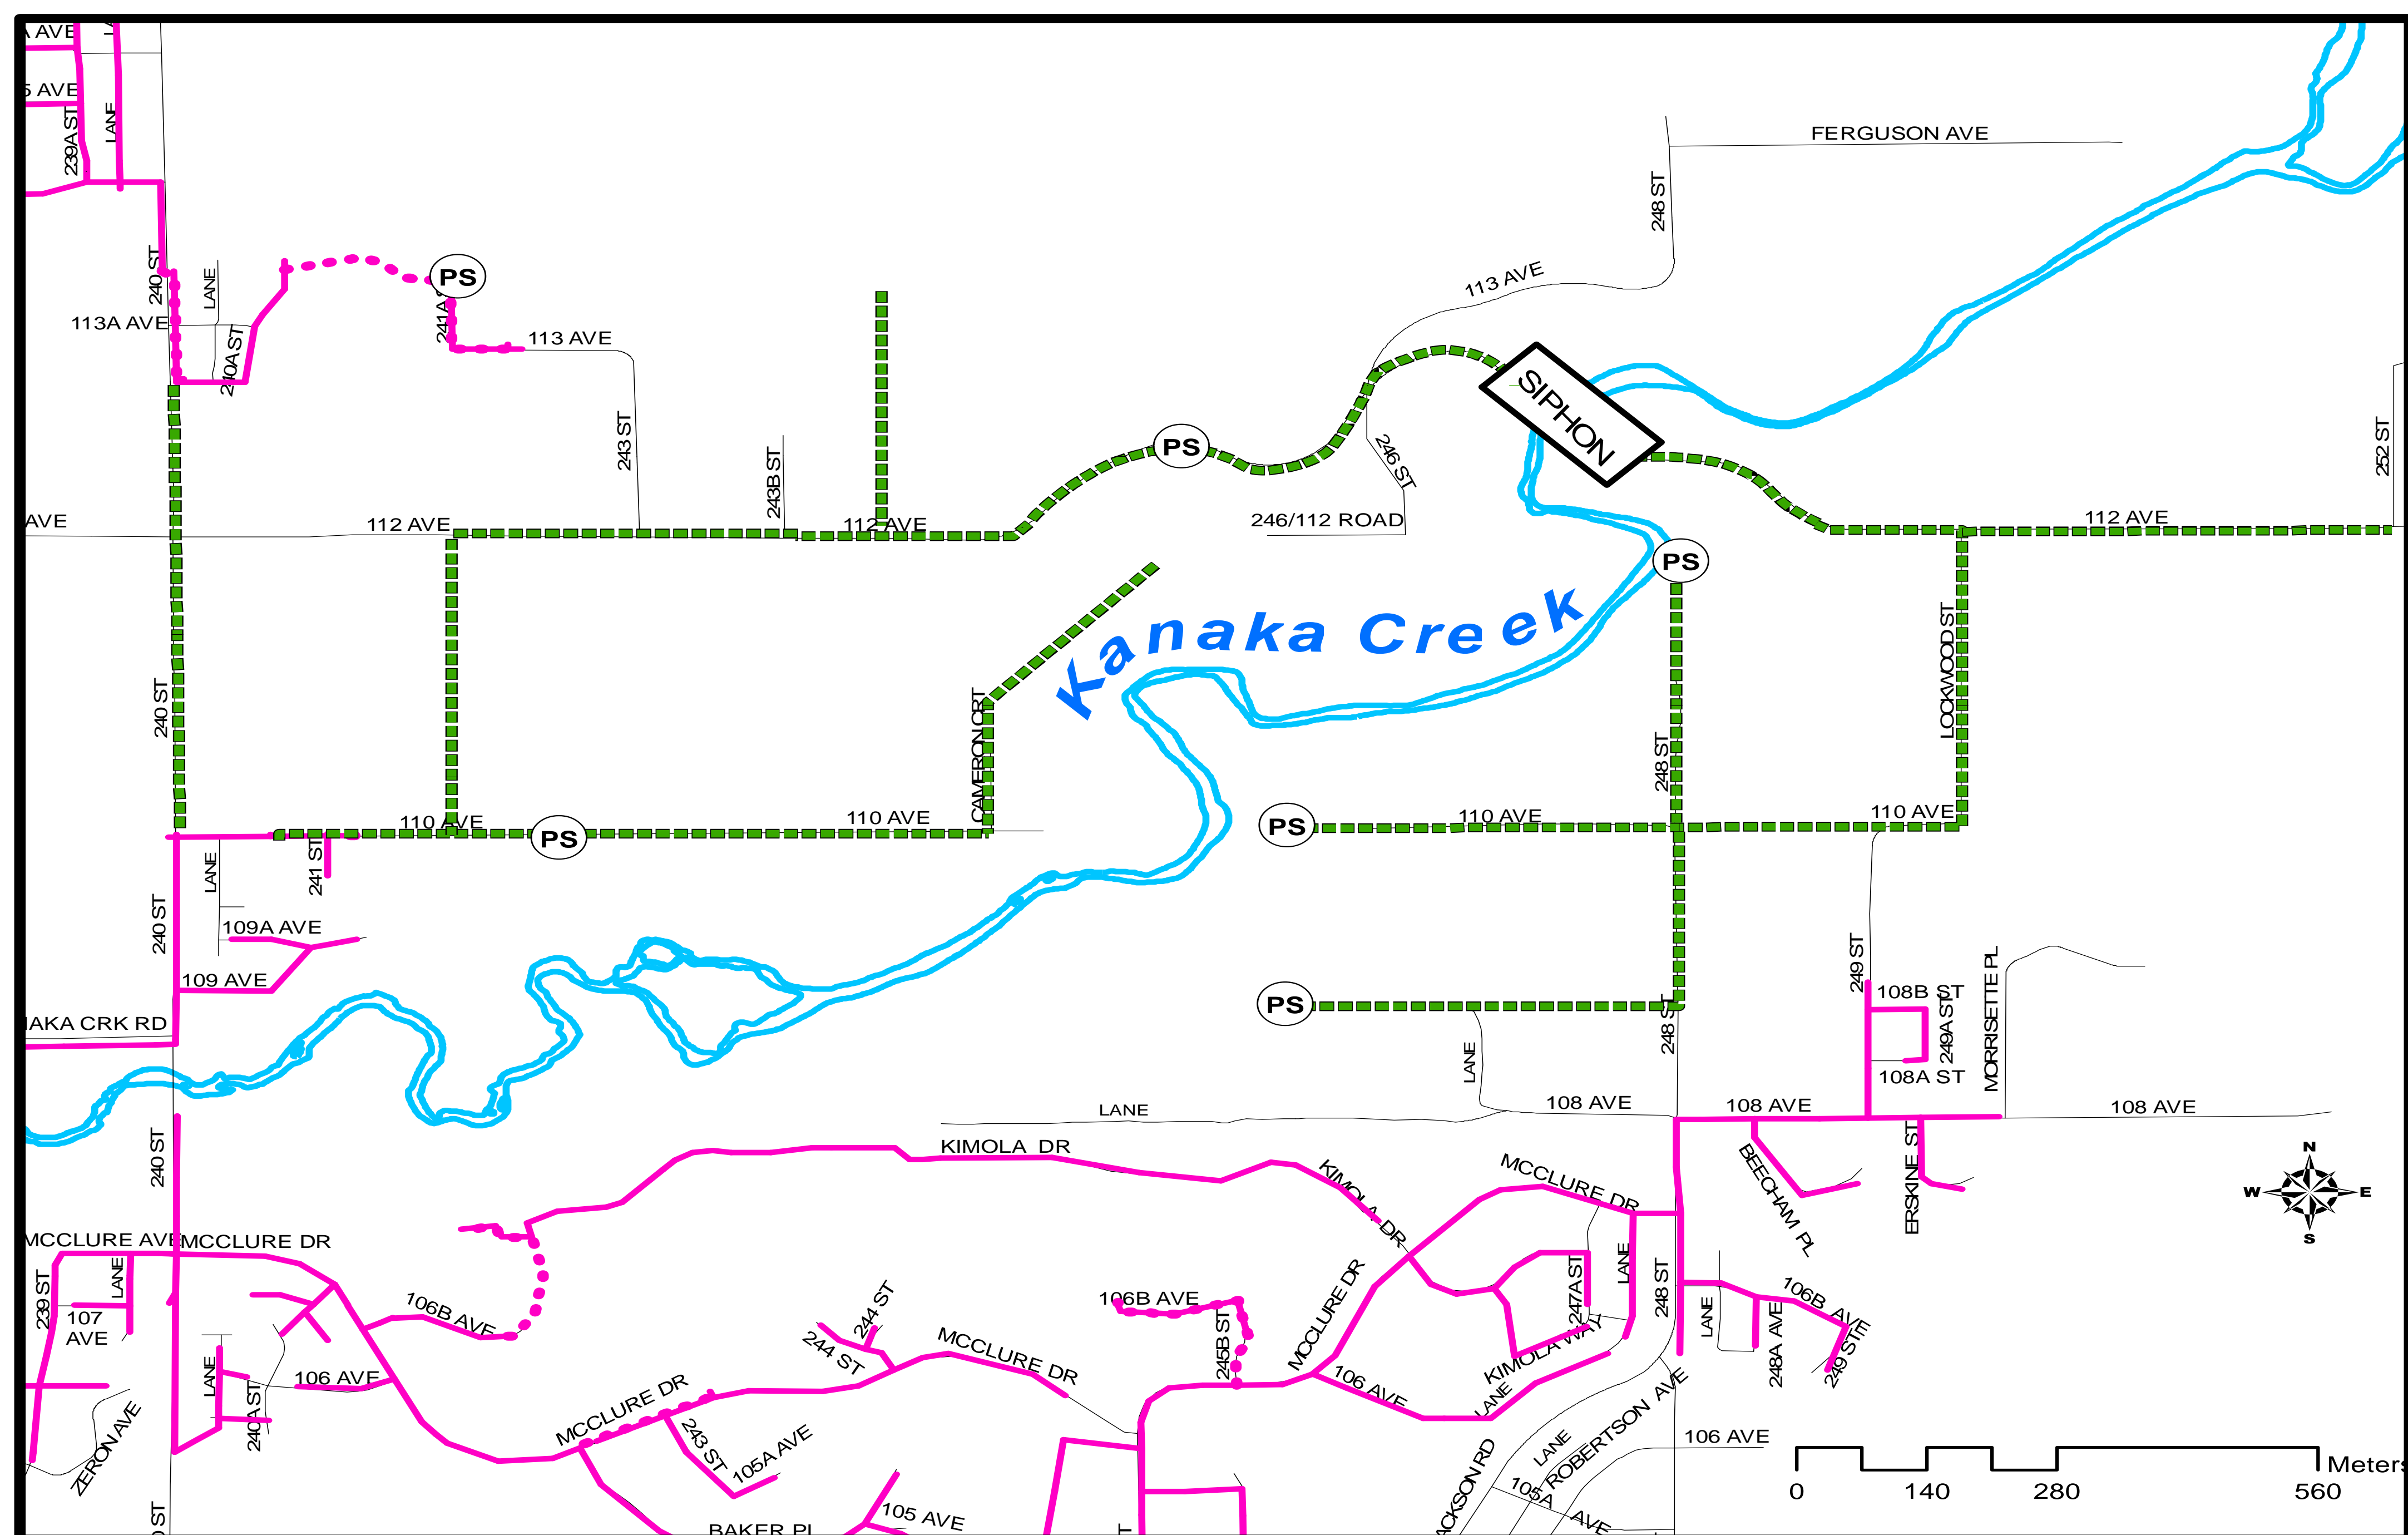 A AVE
LA
5 AVE
239A ST
LANE
FERGUSON AVE
248 ST
240 ST
LANE
PS
241A S
113 AVE
113A AVE
113 AVE
240A ST
SIPHON
243 ST
243B ST
PS
246 ST
252 ST
AVE
112 AVE
112 AVE
246/112 ROAD
112 AVE
PS
Kanaka Creek
LOCKWOOD ST
240 ST
CAMERON CRT
248 ST
110 AVE
PS
110 AVE
PS
110 AVE
110 AVE
LANE
241 ST
240 ST
109A AVE
109 AVE
249 ST
MORRISETTE PL
108B ST
249A ST
108A ST
PS
248 ST
NAKA CRK RD
LANE
LANE
108 AVE
108 AVE
108 AVE
240 ST
KIMOLA DR
KIMOLA DR
MCCLURE DR
BEECHAM PL
ERSKINE ST
N
W E
S
MCCLURE AVE
MCCLURE DR
239 ST
LANE
107
AVE
106B AVE
244 ST
244 ST
MCCLURE DR
106B AVE
245B ST
MCCLURE DR
247A ST
LANE
248 ST
KIMOLA WAY
LANE
106B AVE
248A AVE
249 STE
LANE
106 AVE
240A ST
ZERON AVE
MCCLURE DR
243 ST
105A AVE
106 AVE
LANE
ROBERTSON AVE
LANE
106 AVE
ACKSON RD
105A AVE
Meters
0 140 280 560
0 ST
BAKER PL
105 AVE
T